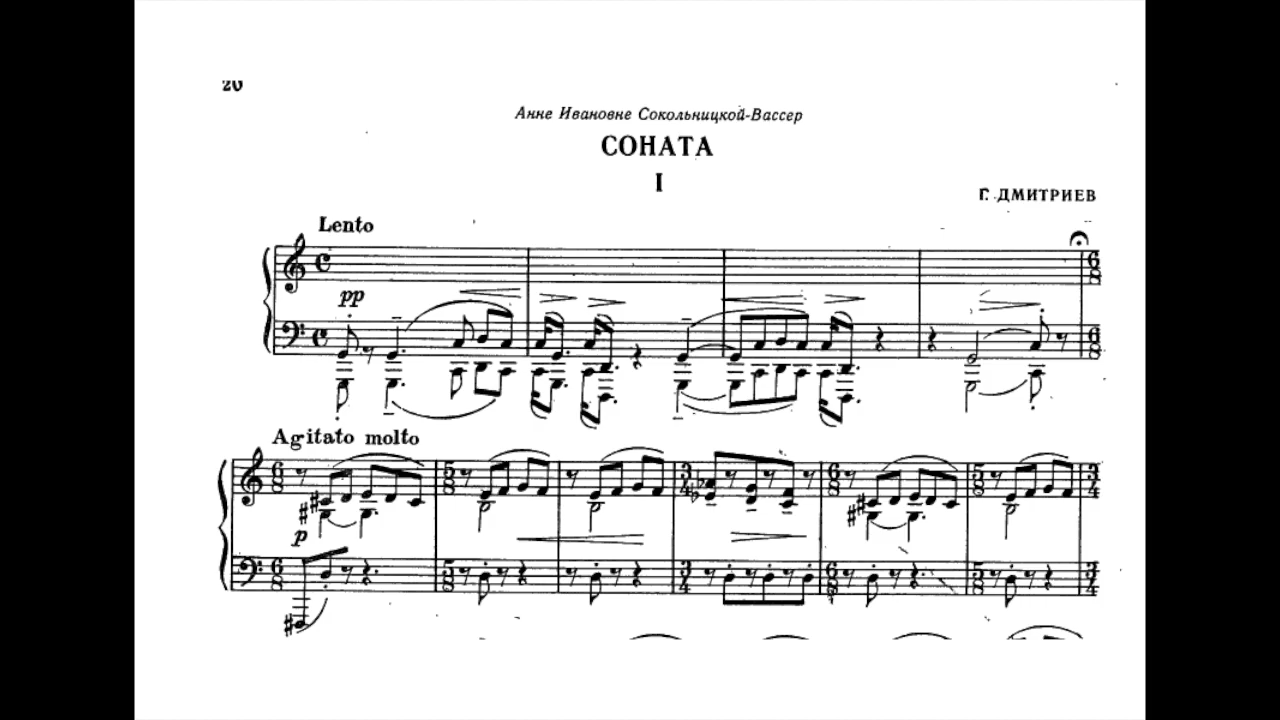 20
Анне Ивановне Сокольницкой-Вассер
СОНАТА
I
Г. ДМИТРИЕВ
Lento
pp
Agitato molto
p